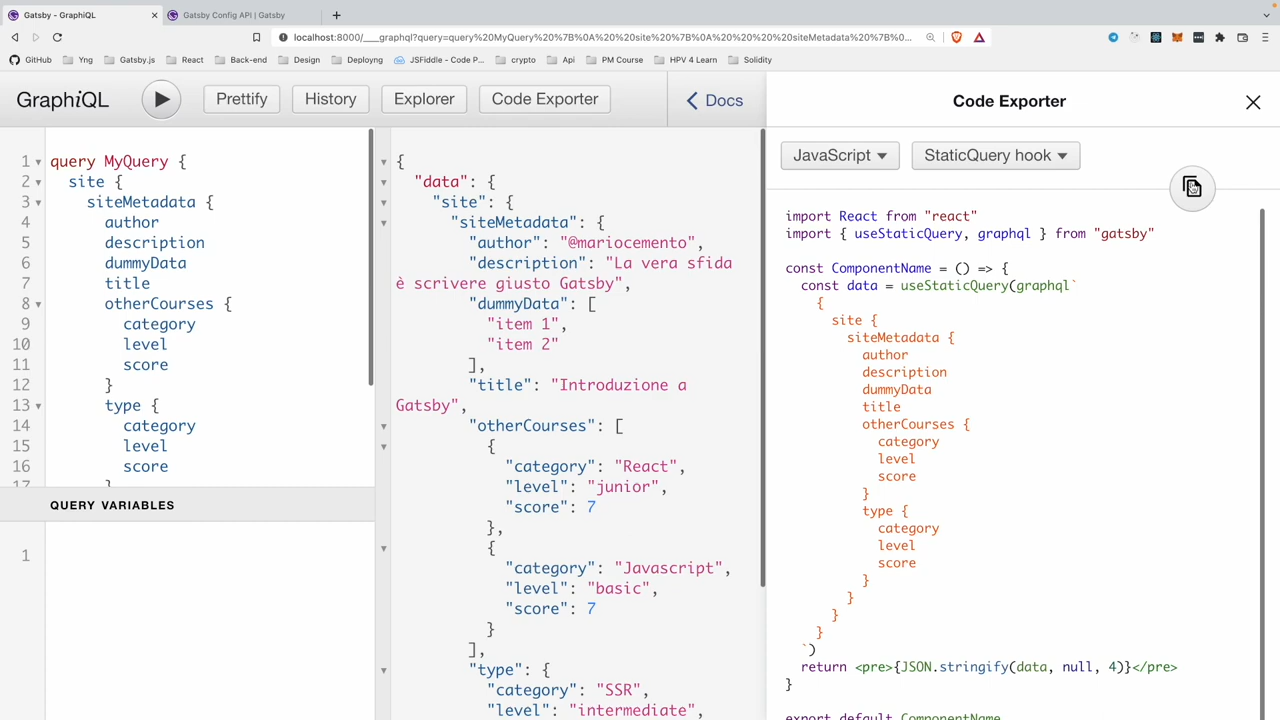 Gatsby - GraphiQL
Gatsby Config API | Gatsby
localhost:8000/___graphql?query=query%20MyQuery%20%7B%0A%20%20site%20%7B%0A%20%20%20%20siteMetadata%20%7B%0...
GitHub Yng Gatsby.js React Back-end Design Deployng JSFiddle - Code P... crypto Api PM Course HPV 4 Learn Solidity
GraphiQL Prettify History Explorer Code Exporter Docs
1 query MyQuery {
2 site {
3 siteMetadata {
4 author
5 description
6 dummyData
7 title
8 otherCourses {
9 category
10 level
11 score
12 }
13 type {
14 category
15 level
16 score
17 }
QUERY VARIABLES
1
{
"data": {
"site": {
"siteMetadata": {
"author": "@mariocemento",
"description": "La vera sfida
è scrivere giusto Gatsby",
"dummyData": [
"item 1",
"item 2"
],
"title": "Introduzione a
Gatsby",
"otherCourses": [
{
"category": "React",
"level": "junior",
"score": 7
},
{
"category": "Javascript",
"level": "basic",
"score": 7
}
],
"type": {
"category": "SSR",
"level": "intermediate",
Code Exporter
JavaScript StaticQuery hook
import React from "react"
import { useStaticQuery, graphql } from "gatsby"
const ComponentName = () => {
const data = useStaticQuery(graphql`
{
site {
siteMetadata {
author
description
dummyData
title
otherCourses {
category
level
score
}
type {
category
level
score
}
}
}
}
`)
return <pre>{JSON.stringify(data, null, 4)}</pre>
}
export default ComponentName